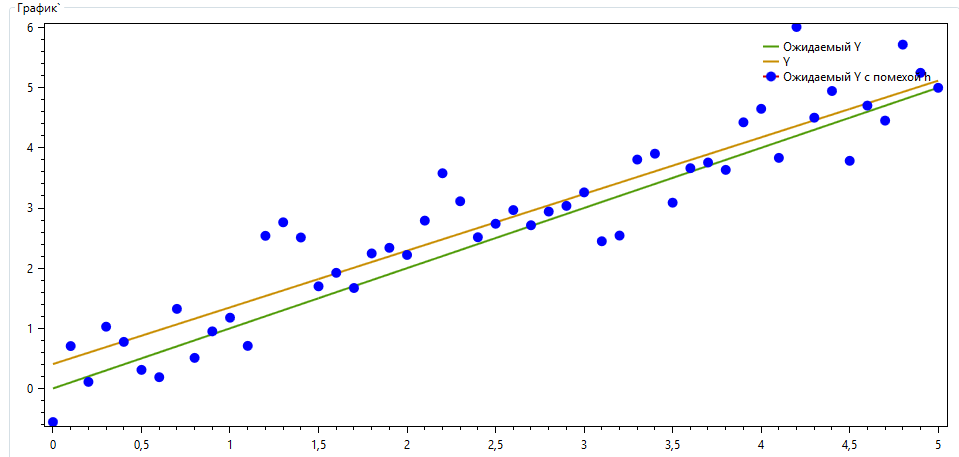 График`
6
5
4
3
2
1
0
Ожидаемый Y
Y
Ожидаемый Y с помехой h
0 0,5 1 1,5 2 2,5 3 3,5 4 4,5 5